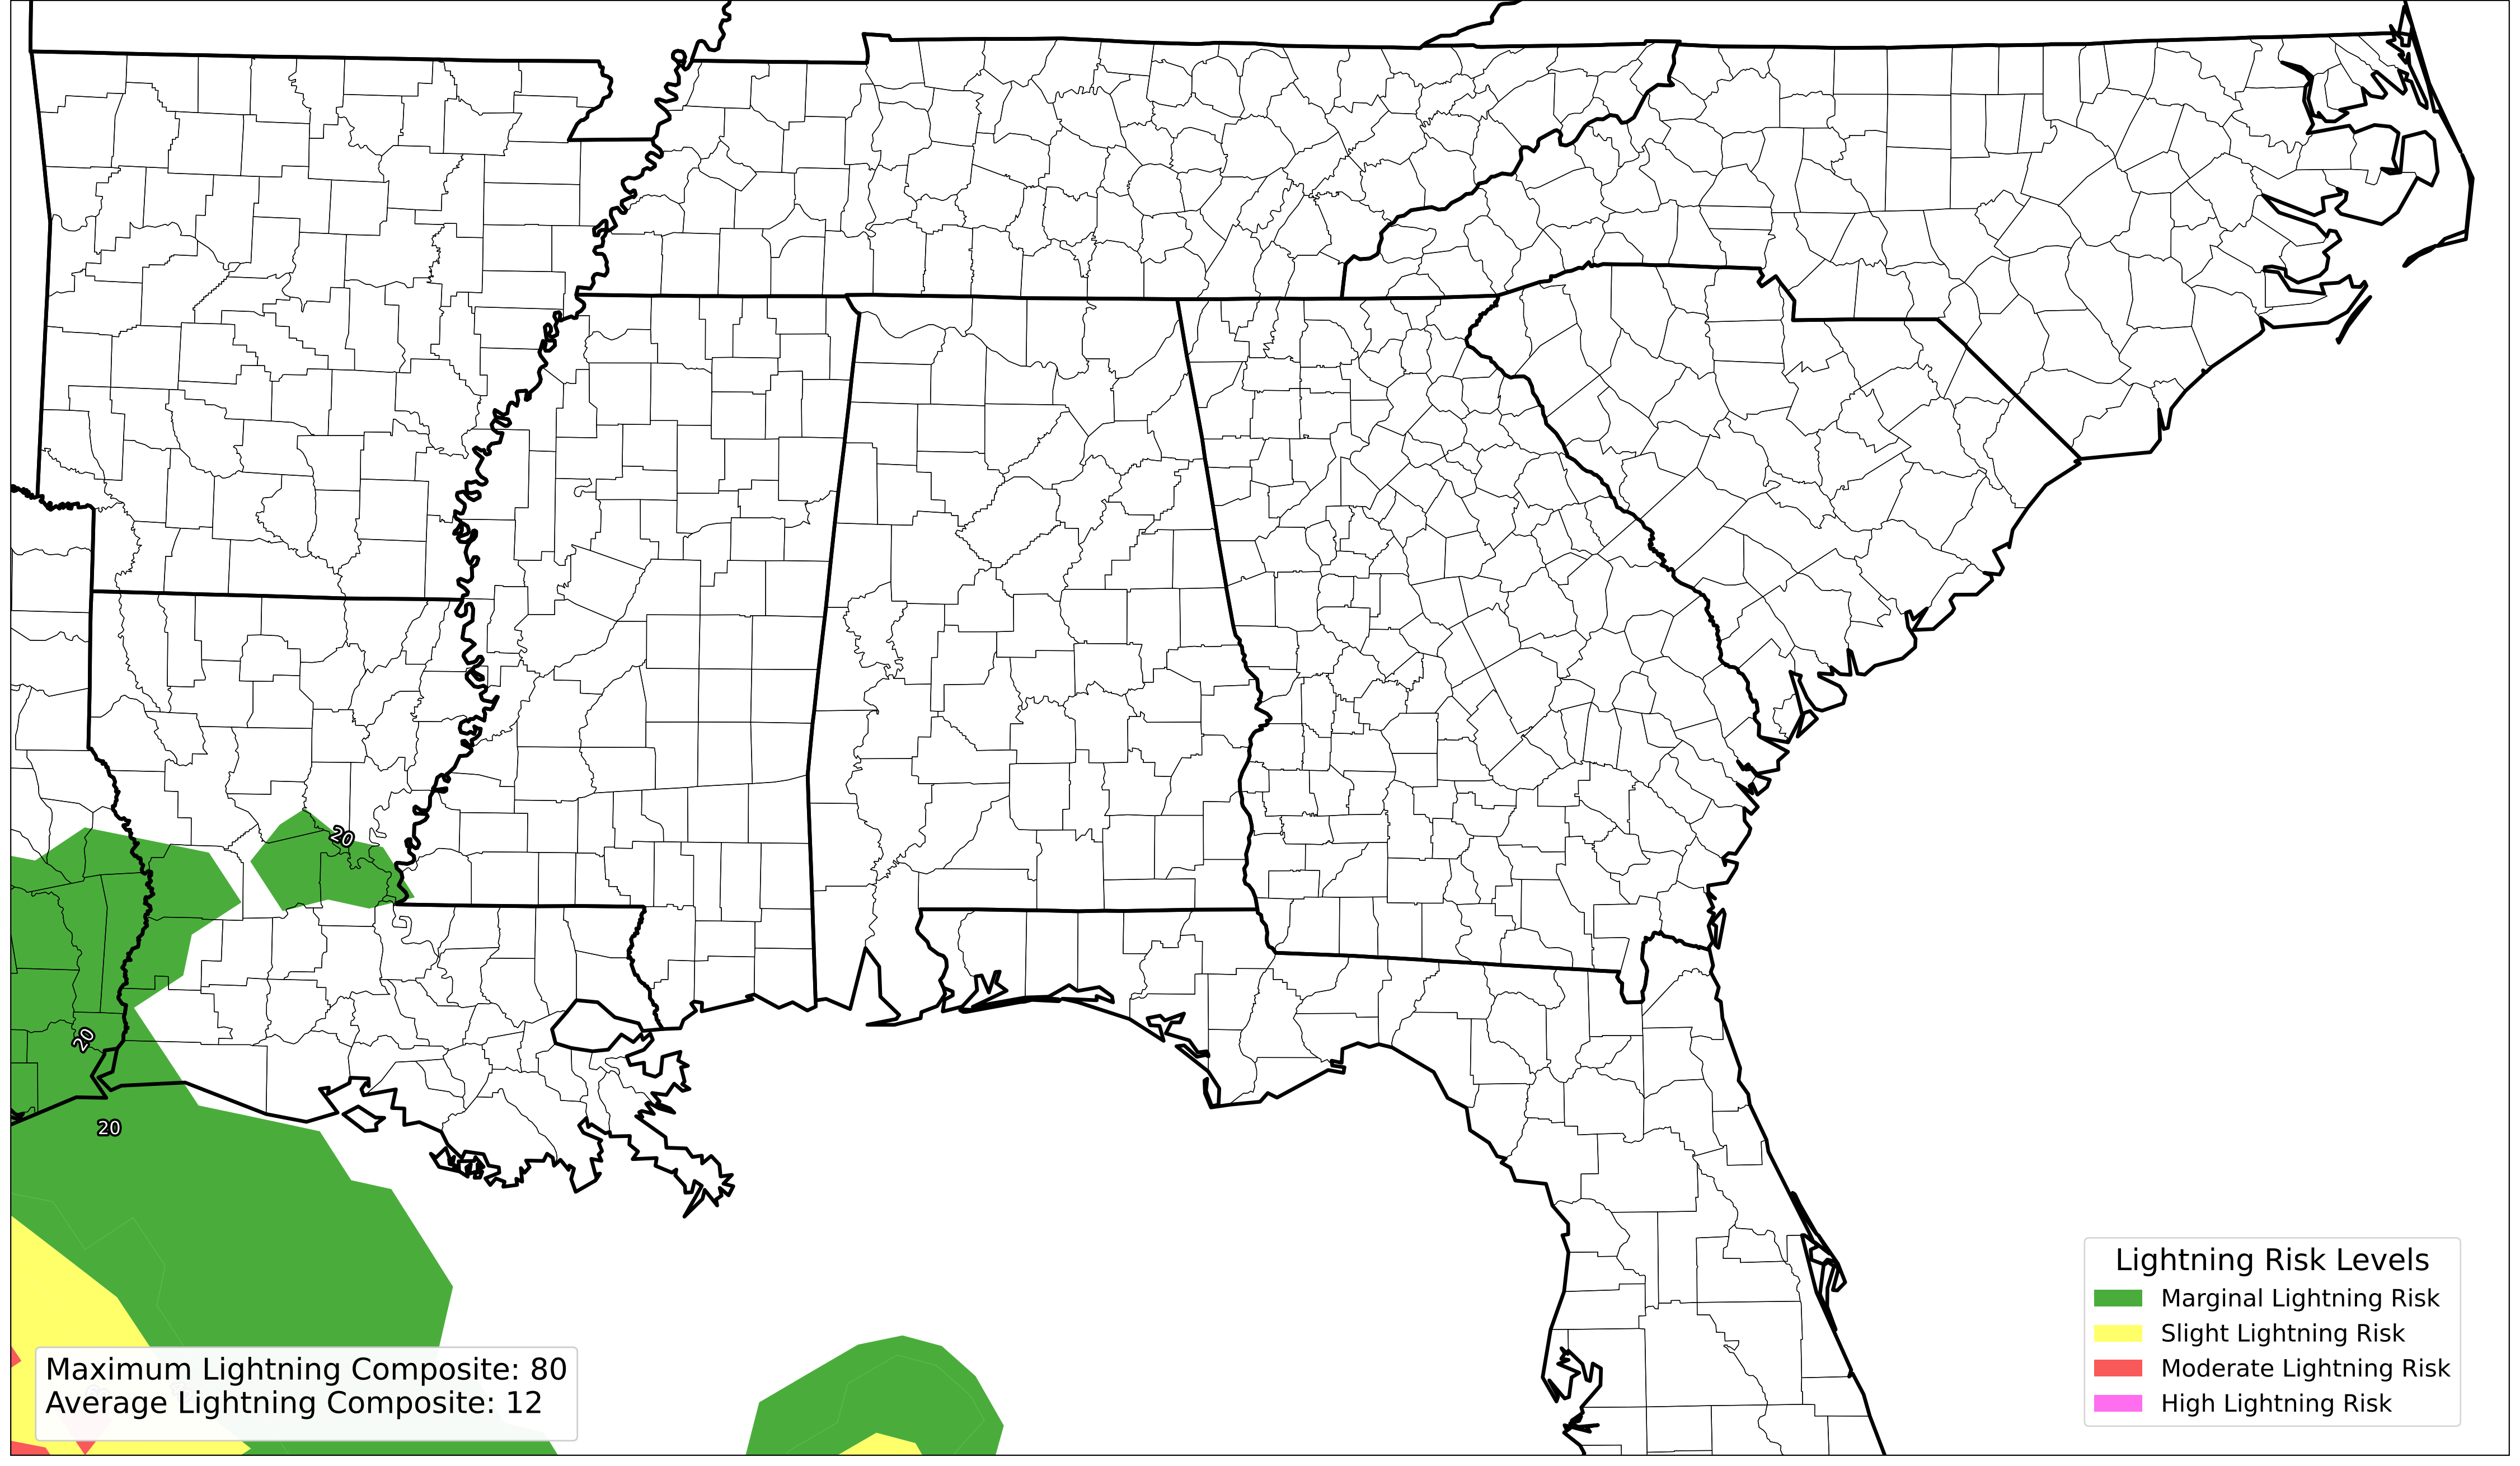 20
20
20
Lightning Risk Levels
Marginal Lightning Risk
Slight Lightning Risk
Moderate Lightning Risk
High Lightning Risk
Maximum Lightning Composite: 80
Average Lightning Composite: 12